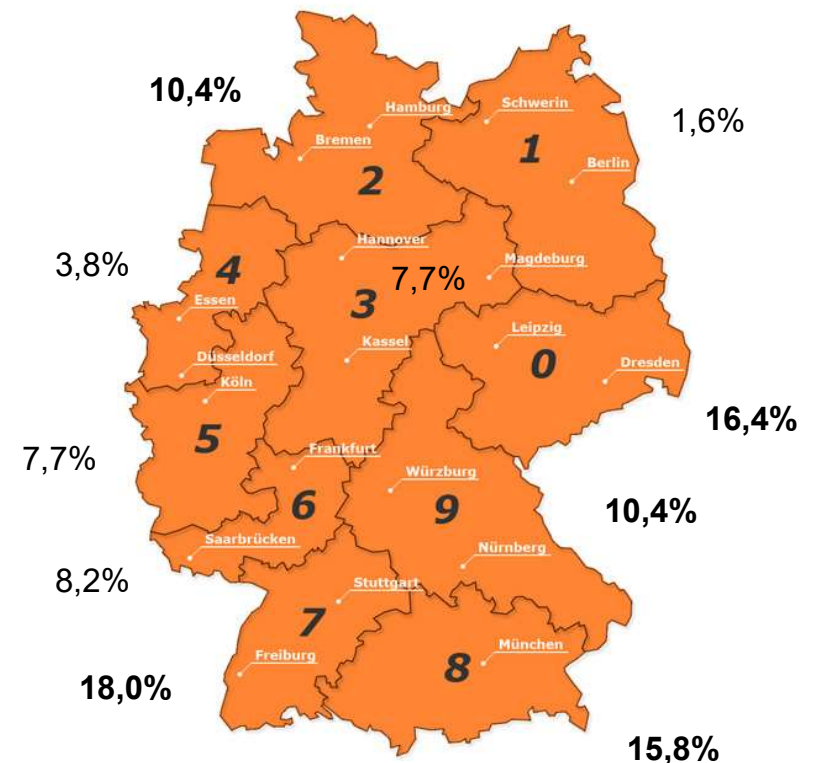 10,4%
Hamburg
Schwerin
1,6%
Bremen
1
Berlin
2
Hannover
3,8%
4
7,7%
Magdeburg
Essen
3
Leipzig
Kassel
0
Düsseldorf
Dresden
Köln
16,4%
5
7,7%
Frankfurt
Würzburg
6
9
10,4%
Saarbrücken
Nürnberg
8,2%
Stuttgart
7
München
Freiburg
8
18,0%
15,8%